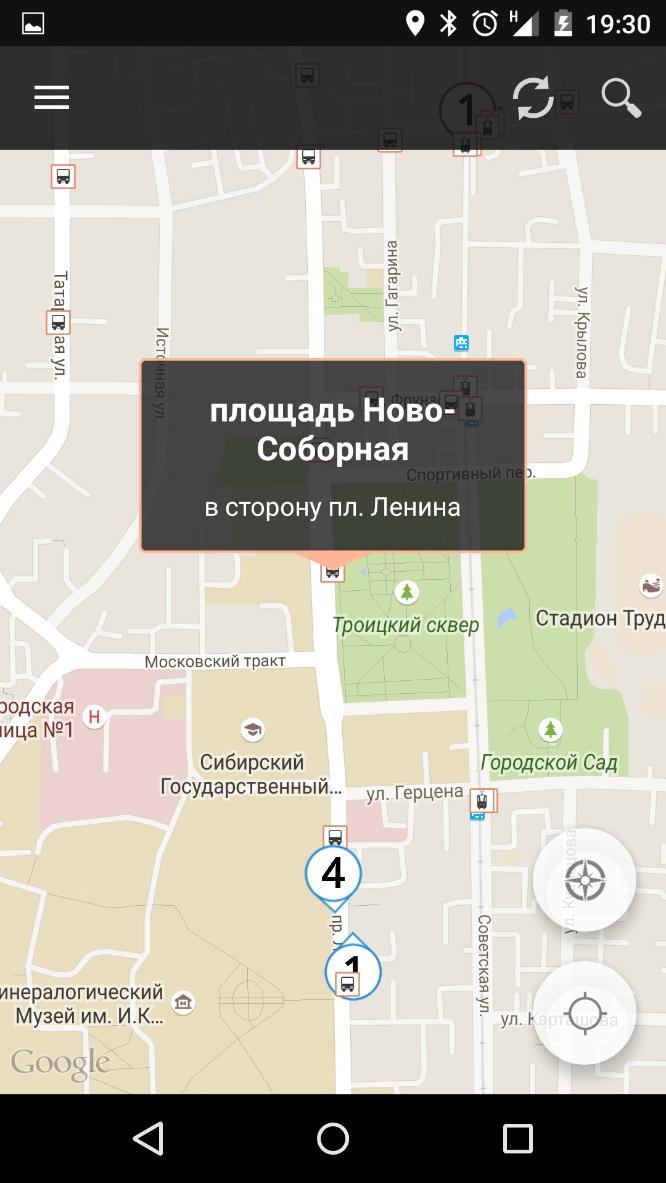 H
19:30
1
ул. Гагарина
ул. Крылова
Источная ул.
площадь Ново-
Соборная
в сторону пл. Ленина
Спортивный пер.
Троицкий сквер
Стадион Труд
Московский тракт
H
Сибирский
Государственный...
Городской Сад
ул. Герцена
4
пр. Л
1
Советская ул.
инералогический
Музей им. И.К...
ул. Карташова
Google